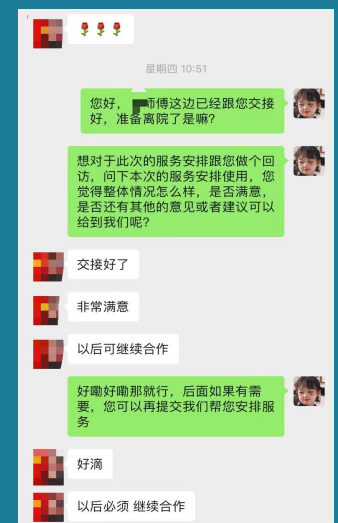 星期四 10:51
您好，师傅这边已经跟您交接
好，准备离院了是嘛？
想对于此次的服务安排跟您做个回
访，问下本次的服务安排使用，您
觉得整体情况怎么样，是否满意，
是否还有其他的意见或者建议可以
给到我们呢？
交接好了
非常满意
以后可继续合作
好嘞好嘞那就行，后面如果有需
要，您可以再提交我们帮您安排服
务
好滴
以后必须 继续合作